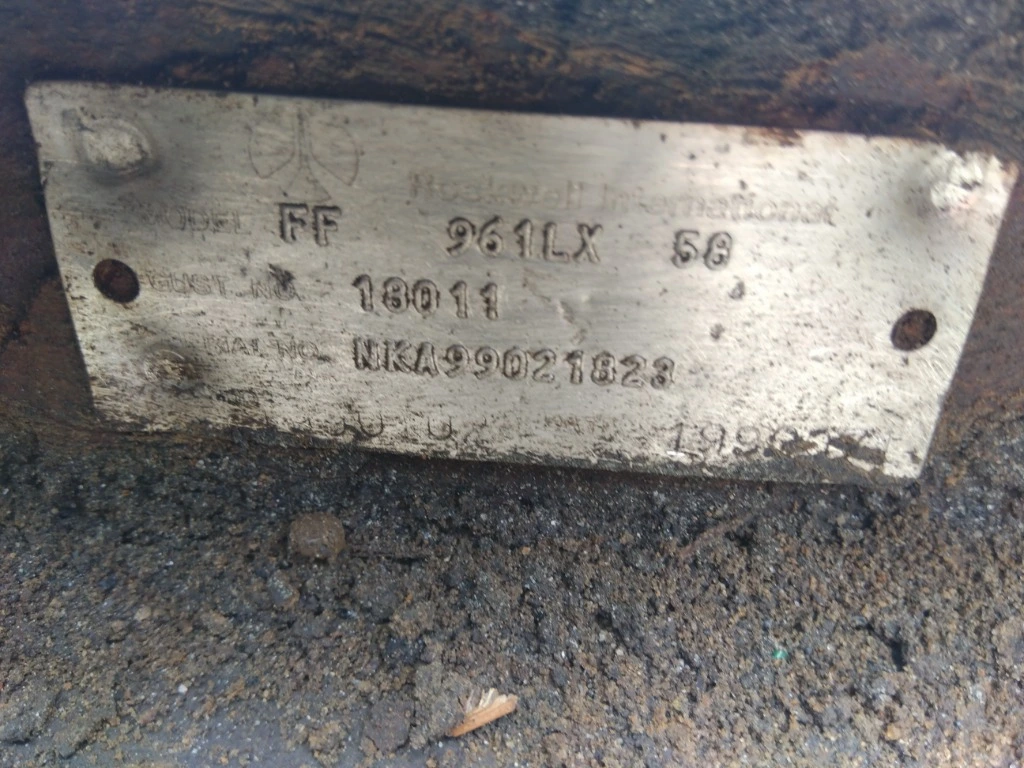 Rockwell International
MODEL FF 961LX 58
CUST. NO. 18011
SERIAL NO. NKA99021823